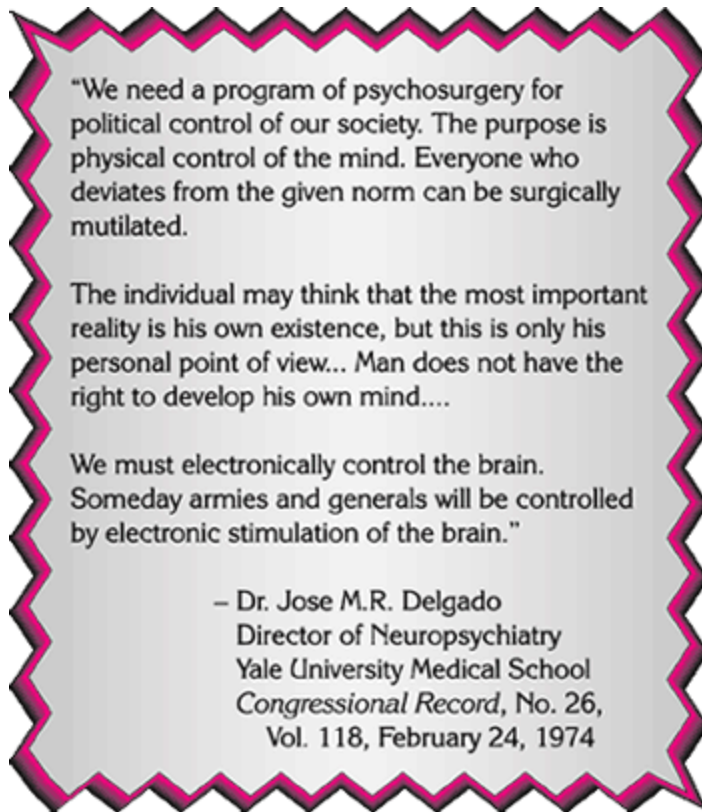 “We need a program of psychosurgery for
political control of our society. The purpose is
physical control of the mind. Everyone who
deviates from the given norm can be surgically
mutilated.
The individual may think that the most important
reality is his own existence, but this is only his
personal point of view... Man does not have the
right to develop his own mind....
We must electronically control the brain.
Someday armies and generals will be controlled
by electronic stimulation of the brain.”
– Dr. Jose M.R. Delgado
Director of Neuropsychiatry
Yale University Medical School
Congressional Record, No. 26,
Vol. 118, February 24, 1974